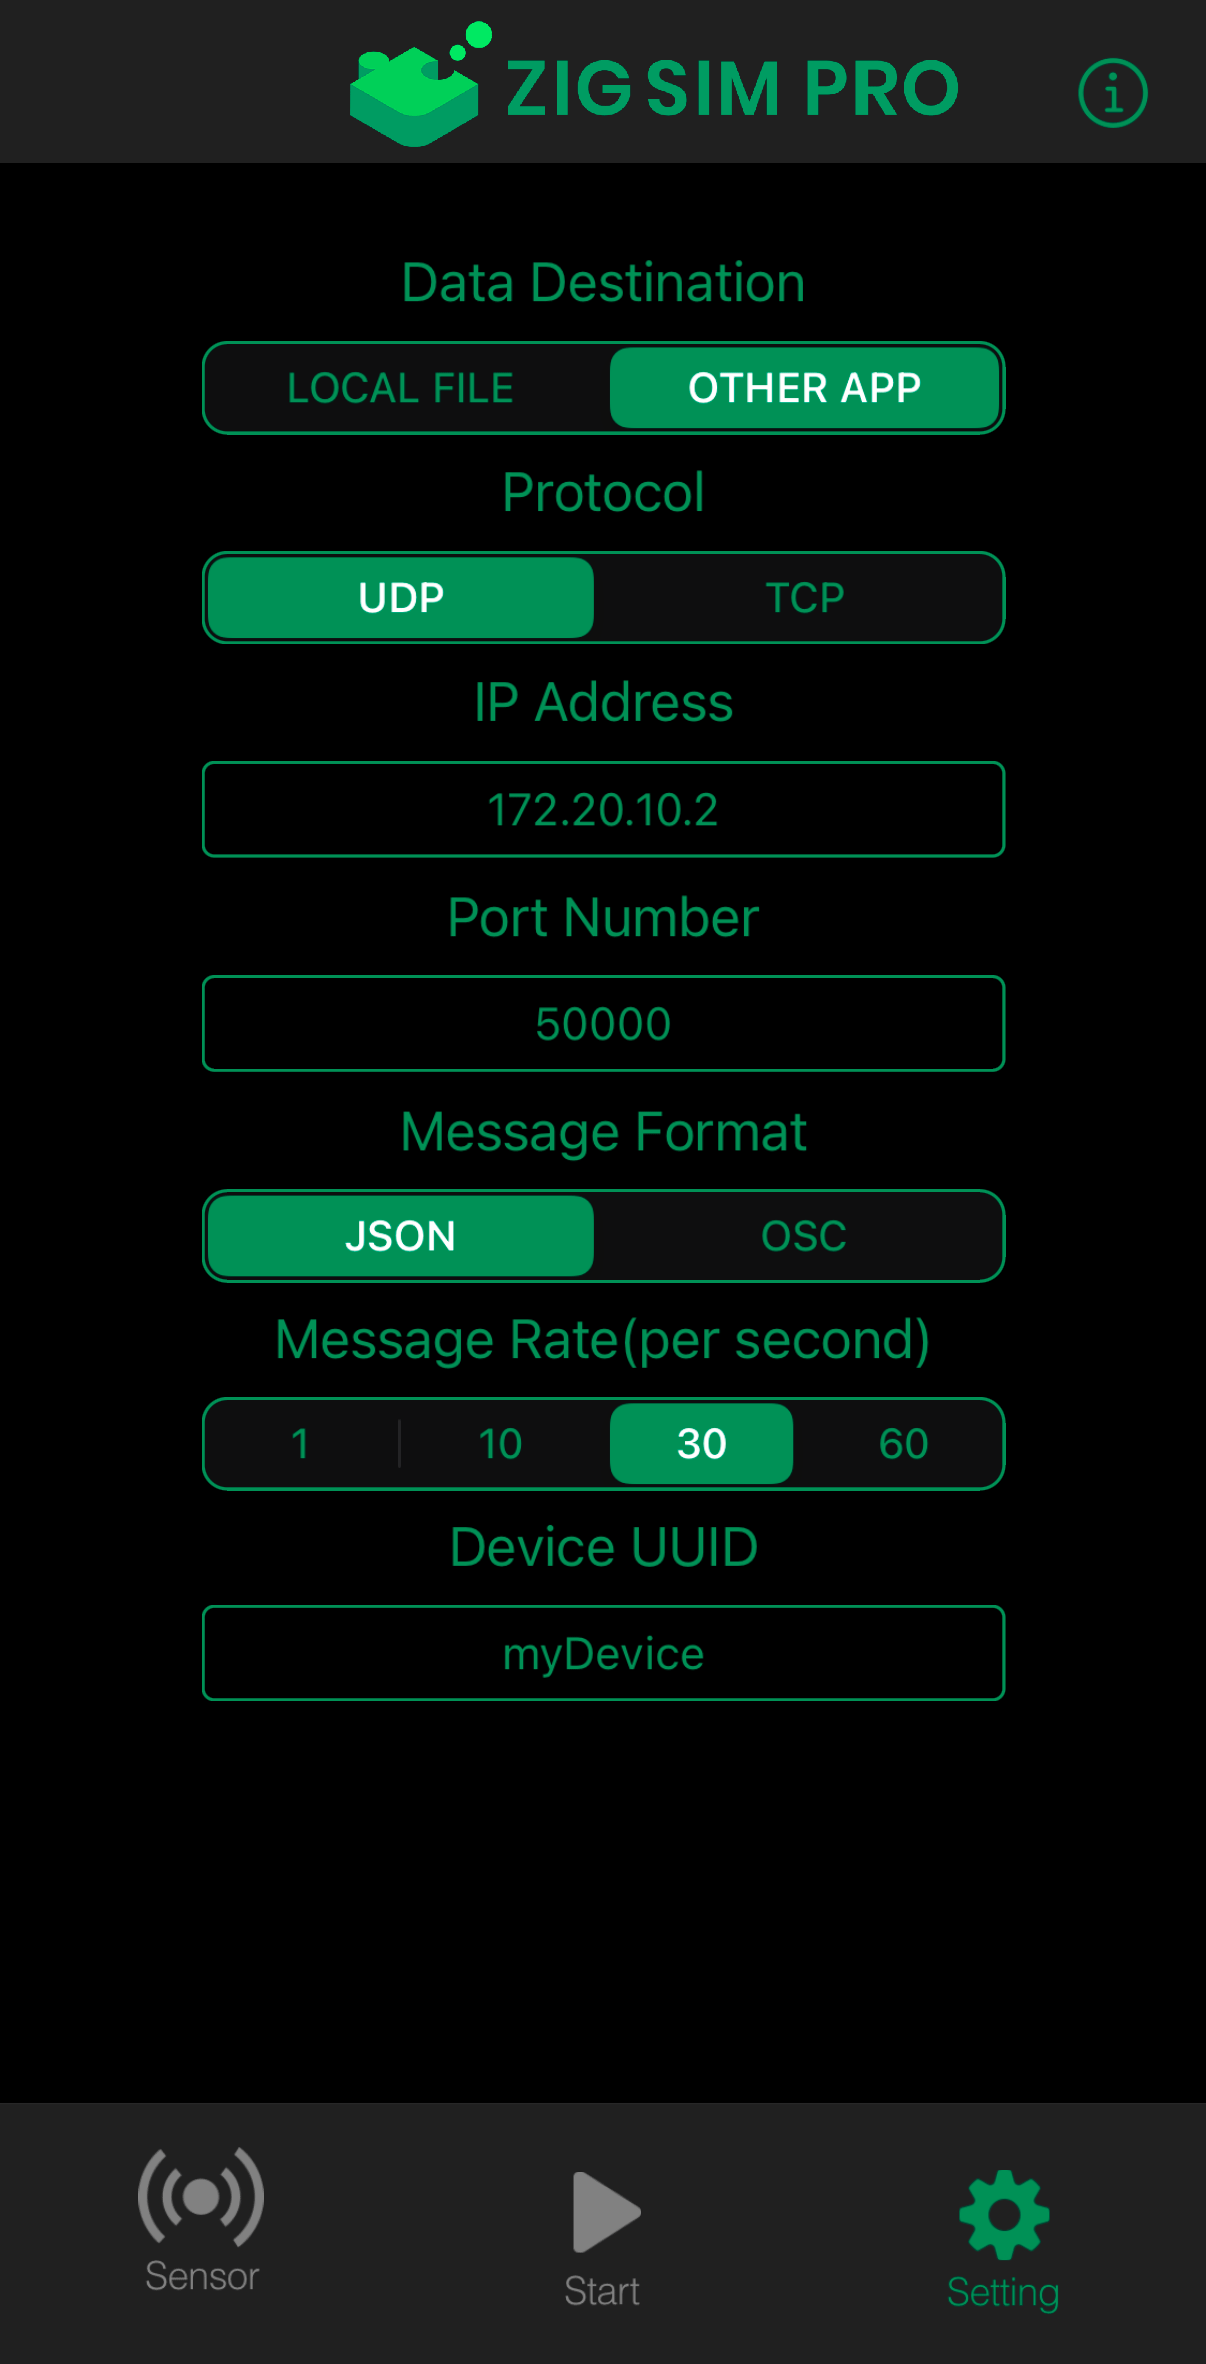 ZIG SIM PRO
Data Destination
LOCAL FILE
OTHER APP
Protocol
UDP
TCP
IP Address
172.20.10.2
Port Number
50000
Message Format
JSON
OSC
Message Rate(per second)
1
10
30
60
Device UUID
myDevice
Sensor
Start
Setting